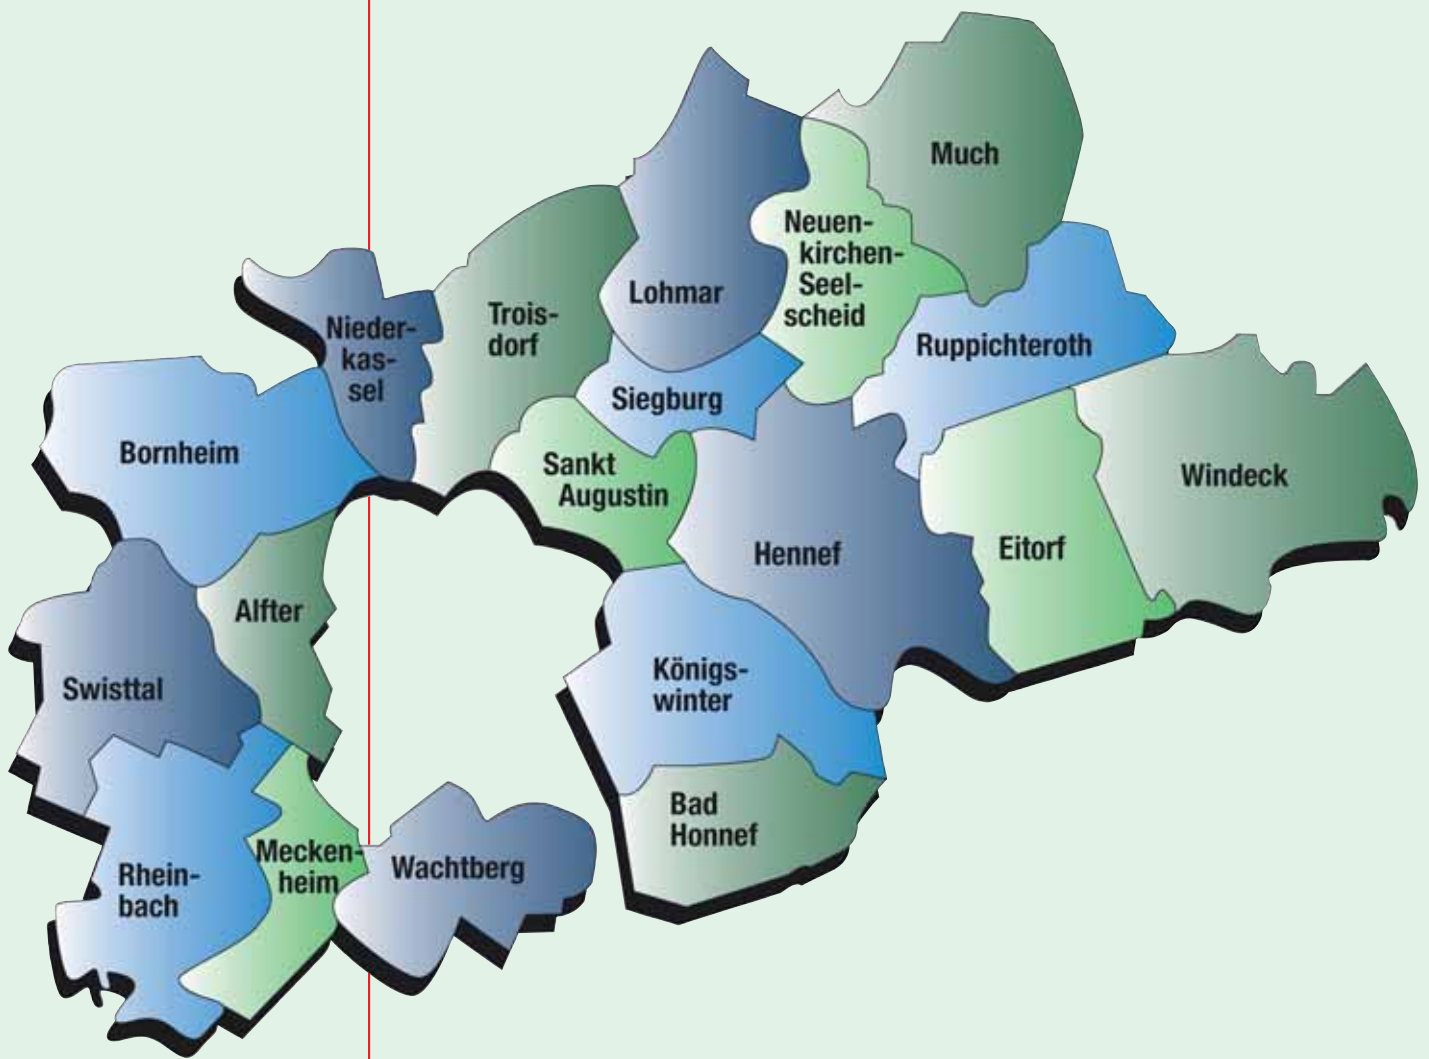 Much
Neuen-
kirchen-
Seel-
scheid
Lohmar
Trois-
dorf
Nieder-
kas-
sel
Ruppichteroth
Siegburg
Bornheim
Sankt
Augustin
Windeck
Hennef
Eitorf
Alfter
Swisttal
Königs-
winter
Bad
Honnef
Mecken-
heim
Wachtberg
Rhein-
bach